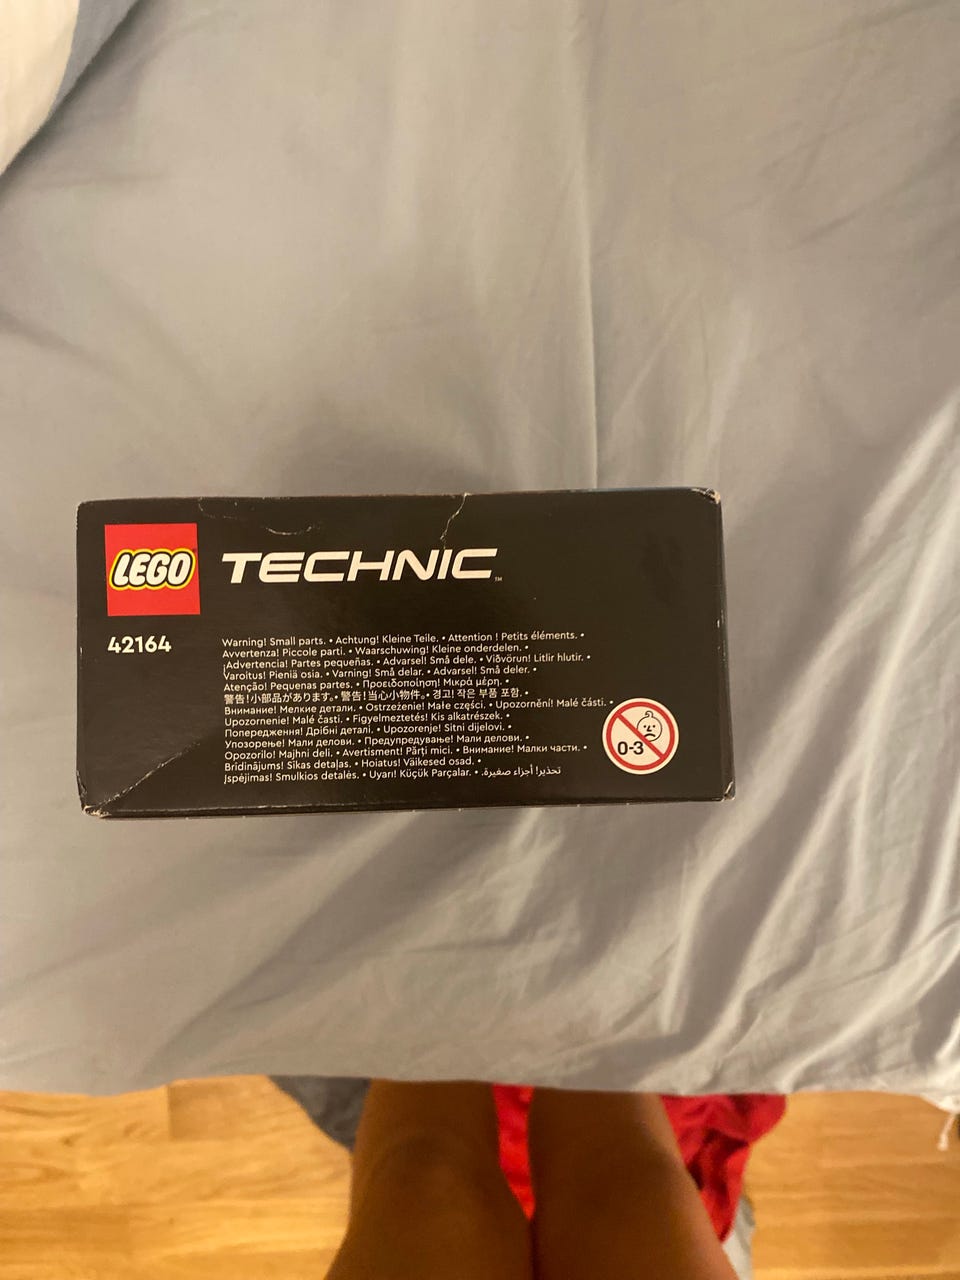 LEGO
TECHNIC™
42164
Warning! Small parts. • Achtung! Kleine Teile. • Attention ! Petits éléments. •
Avvertenza! Piccole parti. • Waarschuwing! Kleine onderdelen. •
¡Advertencia! Partes pequeñas. • Advarsel! Små dele. • Viðvörun! Litlir hlutir. •
Varoitus! Pieniä osia. • Varning! Små delar. • Advarsel! Små deler. •
Atenção! Pequenas partes. • Προειδοποίηση! Μικρά μέρη. •
警告!小部品があります。• 警告!当心小物件。• 경고! 작은 부품 포함. •
Внимание! Мелкие детали. • Ostrzeżenie! Małe części. • Upozornění! Malé části. •
Upozornenie! Malé časti. • Figyelmeztetés! Kis alkatrészek. •
Попередження! Дрібні деталі. • Upozorenje! Sitni dijelovi. •
Упозорење! Мали делови. • Предупредување! Мали делови. •
Opozorilo! Majhni deli. • Avertisment! Părți mici. • Внимание! Малки части. •
Brīdinājums! Sīkas detaļas. • Hoiatus! Väikesed osad. •
Įspėjimas! Smulkios detalės. • Uyarı! Küçük Parçalar. • تحذير! أجزاء صغيرة.
0-3